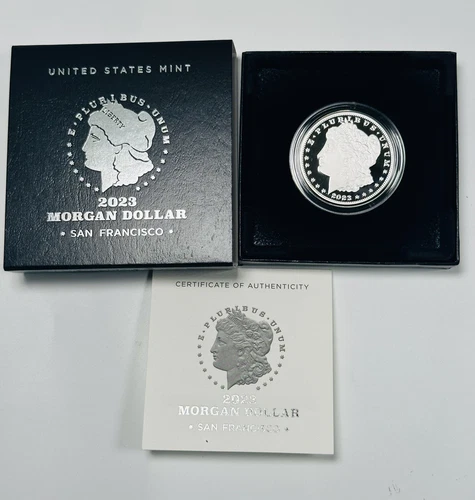 UNITED STATES MINT
E·PLURIBUS·UNUM
LIBERTY
2023
MORGAN DOLLAR
• SAN FRANCISCO •
E·PLURIBUS·UNUM
2023
CERTIFICATE OF AUTHENTICITY
E·PLURIBUS·UNUM
2023
MORGAN DOLLAR
• SAN FRANCISCO •